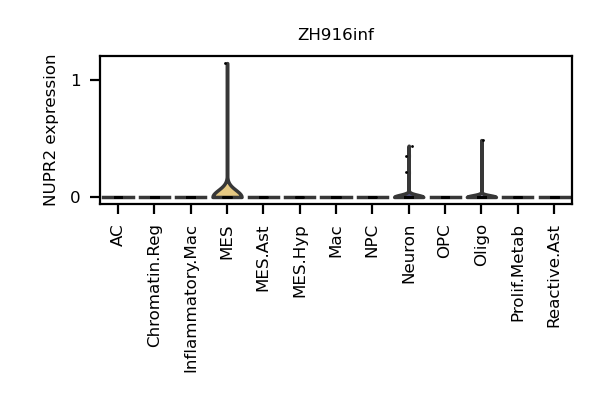 ZH916inf
NUPR2 expression
1
0
AC
Chromatin.Reg
Inflammatory.Mac
MES
MES.Ast
MES.Hyp
Mac
NPC
Neuron
OPC
Oligo
Prolif.Metab
Reactive.Ast